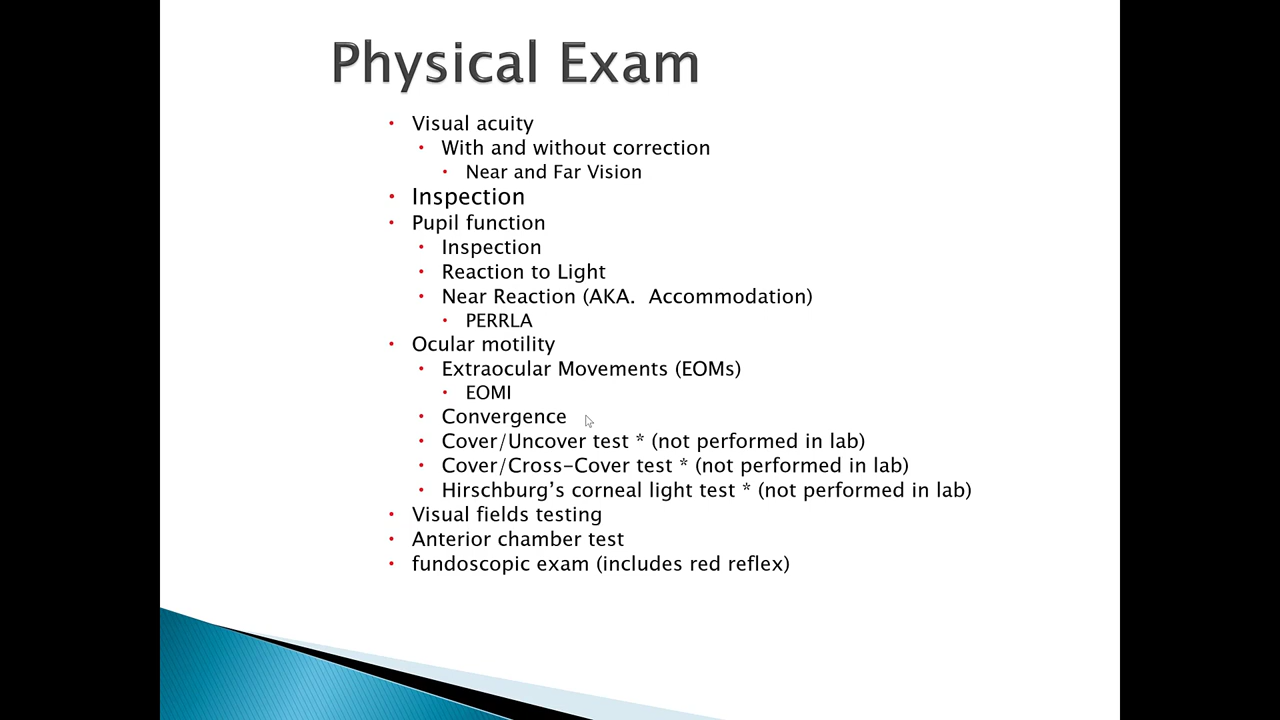 Physical Exam
• Visual acuity
• With and without correction
• Near and Far Vision
• Inspection
• Pupil function
• Inspection
• Reaction to Light
• Near Reaction (AKA.  Accommodation)
• PERRLA
• Ocular motility
• Extraocular Movements (EOMs)
• EOMI
• Convergence
• Cover/Uncover test * (not performed in lab)
• Cover/Cross-Cover test * (not performed in lab)
• Hirschburg’s corneal light test * (not performed in lab)
• Visual fields testing
• Anterior chamber test
• fundoscopic exam (includes red reflex)